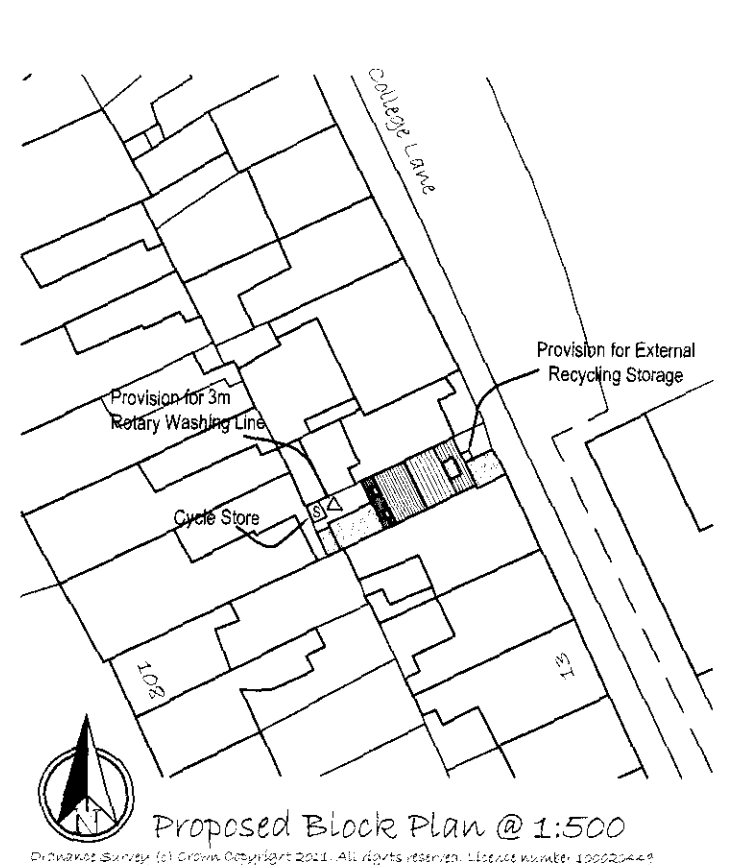 College Lane
Provision for External
Recycling Storage
Provision for 3m
Rotary Washing Line
S
Cycle Store
108
13
N
Proposed Block Plan @ 1:500
Ordnance Survey (c) Crown Copyright 2011. All rights reserved. Licence number 100020449